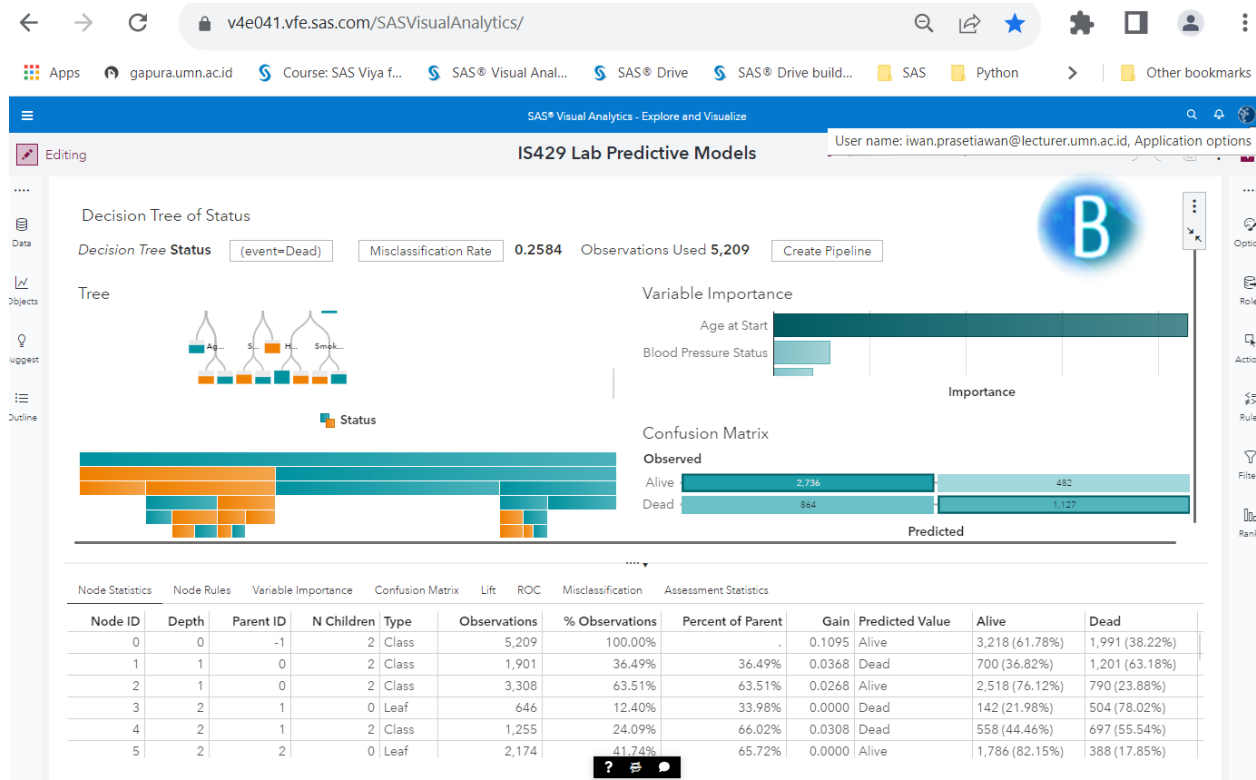 v4e041.vfe.sas.com/SASVisualAnalytics/
Apps gapura.umn.ac.id Course: SAS Viya f... SAS® Visual Anal... SAS® Drive SAS® Drive build... SAS Python Other bookmarks
SAS® Visual Analytics - Explore and Visualize
User name: iwan.prasetiawan@lecturer.umn.ac.id, Application options
Editing
IS429 Lab Predictive Models
Data
Objects
Suggest
Outline
Optio
Role
Actio
Rule
Filte
Rank
Decision Tree of Status
B
Decision Tree Status (event=Dead) Misclassification Rate 0.2584 Observations Used 5,209 Create Pipeline
Tree
Ag... S... H... Smok...
Status
Variable Importance
Age at Start
Blood Pressure Status
Importance
Confusion Matrix
Observed
Alive 2,736 482
Dead 864 1,127
Predicted
Node Statistics Node Rules Variable Importance Confusion Matrix Lift ROC Misclassification Assessment Statistics
Node ID Depth Parent ID N Children Type Observations % Observations Percent of Parent Gain Predicted Value Alive Dead
0 0 -1 2 Class 5,209 100.00% . 0.1095 Alive 3,218 (61.78%) 1,991 (38.22%)
1 1 0 2 Class 1,901 36.49% 36.49% 0.0368 Dead 700 (36.82%) 1,201 (63.18%)
2 1 0 2 Class 3,308 63.51% 63.51% 0.0268 Alive 2,518 (76.12%) 790 (23.88%)
3 2 1 0 Leaf 646 12.40% 33.98% 0.0000 Dead 142 (21.98%) 504 (78.02%)
4 2 1 2 Class 1,255 24.09% 66.02% 0.0308 Dead 558 (44.46%) 697 (55.54%)
5 2 2 0 Leaf 2,174 41.74% 65.72% 0.0000 Alive 1,786 (82.15%) 388 (17.85%)
?